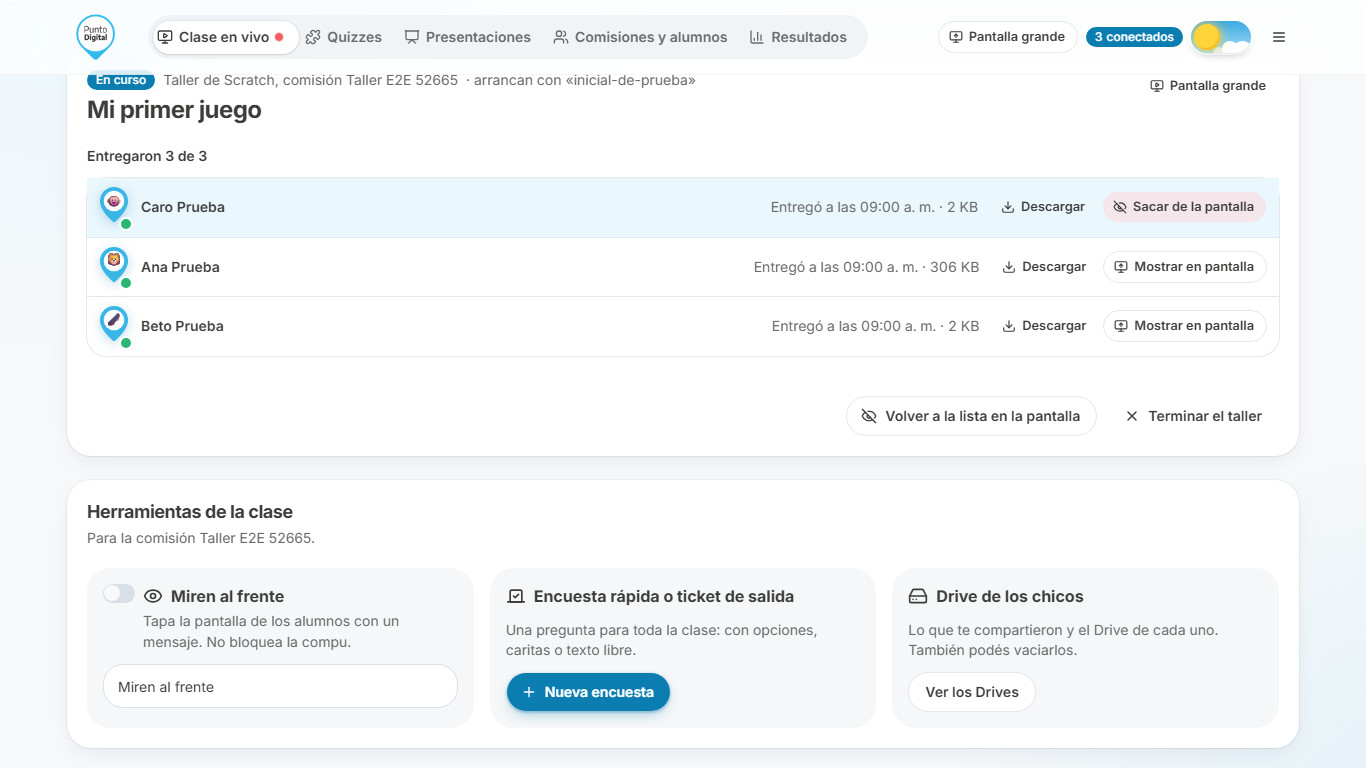 Punto
Digital
Clase en vivo
Quizzes
Presentaciones
Comisiones y alumnos
Resultados
Pantalla grande
3 conectados
En curso
Taller de Scratch, comisión Taller E2E 52665 · arrancan con «inicial-de-prueba»
Pantalla grande
Mi primer juego
Entregaron 3 de 3
Caro Prueba
Entregó a las 09:00 a. m. · 2 KB
Descargar
Sacar de la pantalla
Ana Prueba
Entregó a las 09:00 a. m. · 306 KB
Descargar
Mostrar en pantalla
Beto Prueba
Entregó a las 09:00 a. m. · 2 KB
Descargar
Mostrar en pantalla
Volver a la lista en la pantalla
Terminar el taller
Herramientas de la clase
Para la comisión Taller E2E 52665.
Miren al frente
Tapa la pantalla de los alumnos con un
mensaje. No bloquea la compu.
Miren al frente
Encuesta rápida o ticket de salida
Una pregunta para toda la clase: con opciones,
caritas o texto libre.
Nueva encuesta
Drive de los chicos
Lo que te compartieron y el Drive de cada uno.
También podés vaciarlos.
Ver los Drives